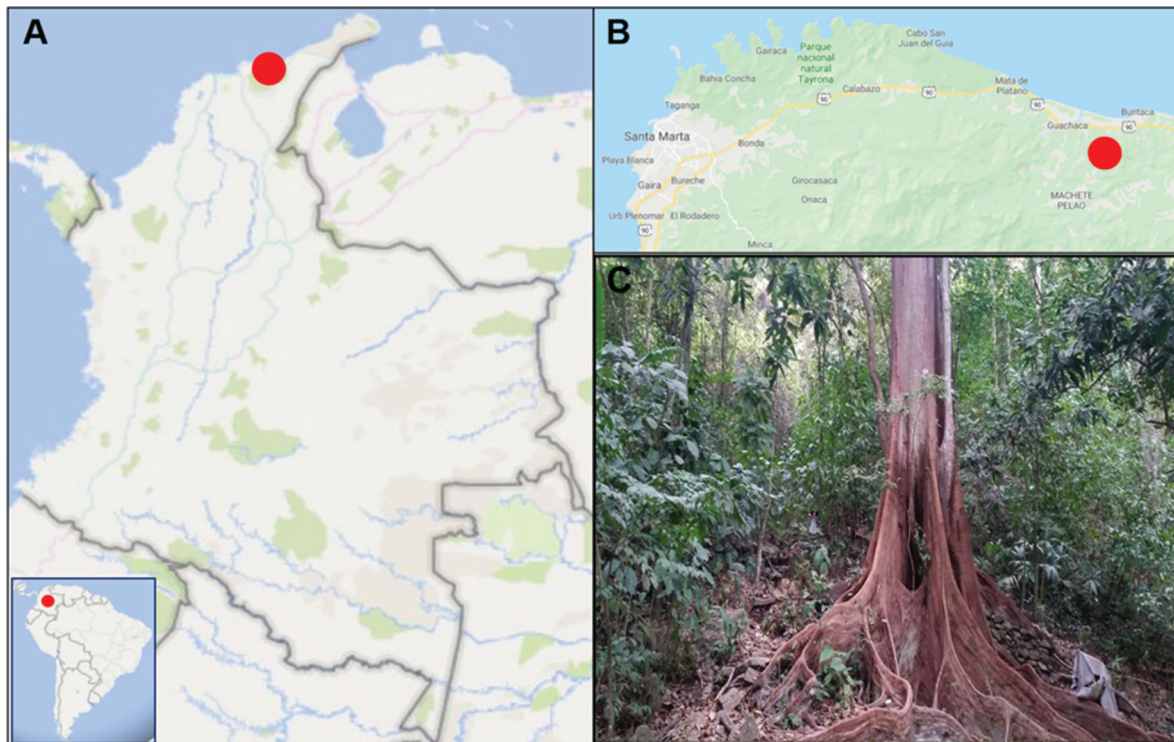 A
B
Cabo San
Juan del Guia
Gairaca
Parque
nacional
natural
Tayrona
Bahia Concha
Mata de
Platano
Calabazo
90
90
Taganga
90
Buritaca
Guachaca
90
Santa Marta
Bonda
Playa Blanca
Girocasaca
Gaira
Bureche
Onaca
MACHETE
PELAO
Urb Plenomar
El Rodadero
90
Minca
C